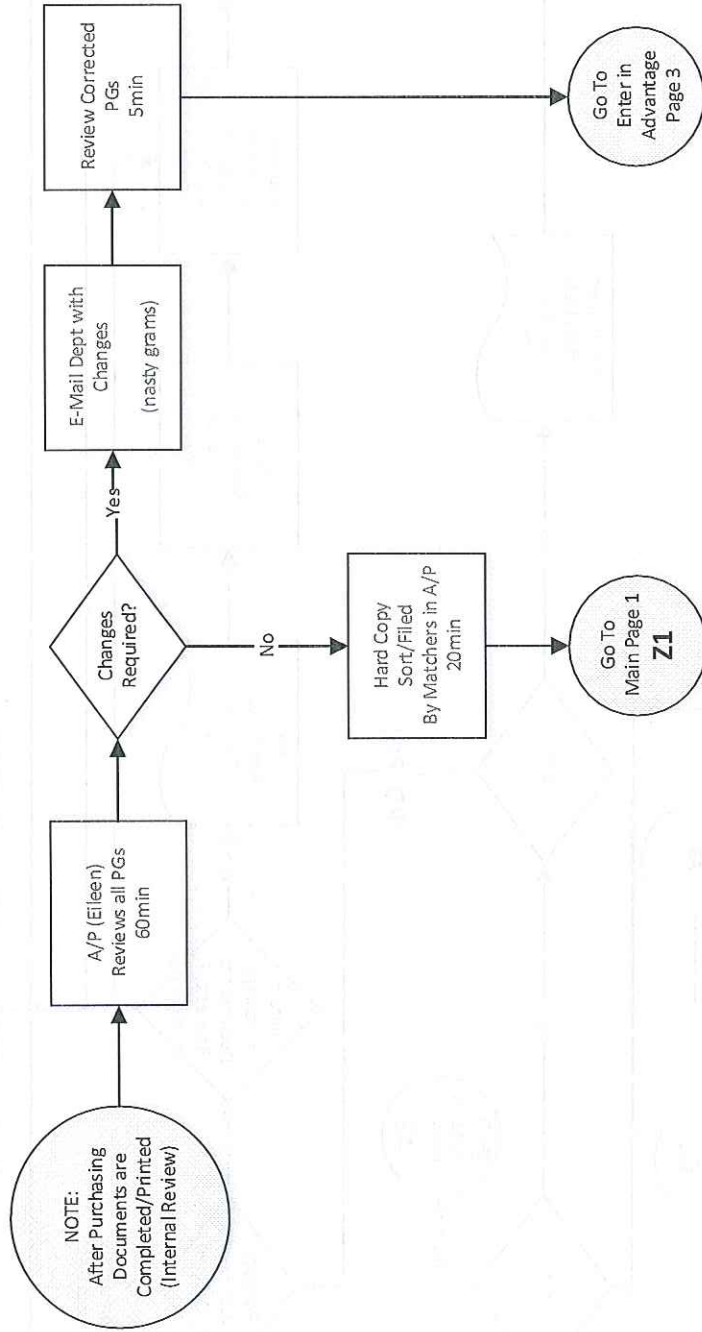 NOTE:
After Purchasing
Documents are
Completed/Printed
(Internal Review)
A/P (Eileen)
Reviews all PGs
60min
Changes
Required?
Yes
E-Mail Dept with
Changes
(nasty grams)
Review Corrected
PGs
5min
Go To
Enter in
Advantage
Page 3
No
Hard Copy
Sort/Filed
By Matchers in A/P
20min
Go To
Main Page 1
Z1